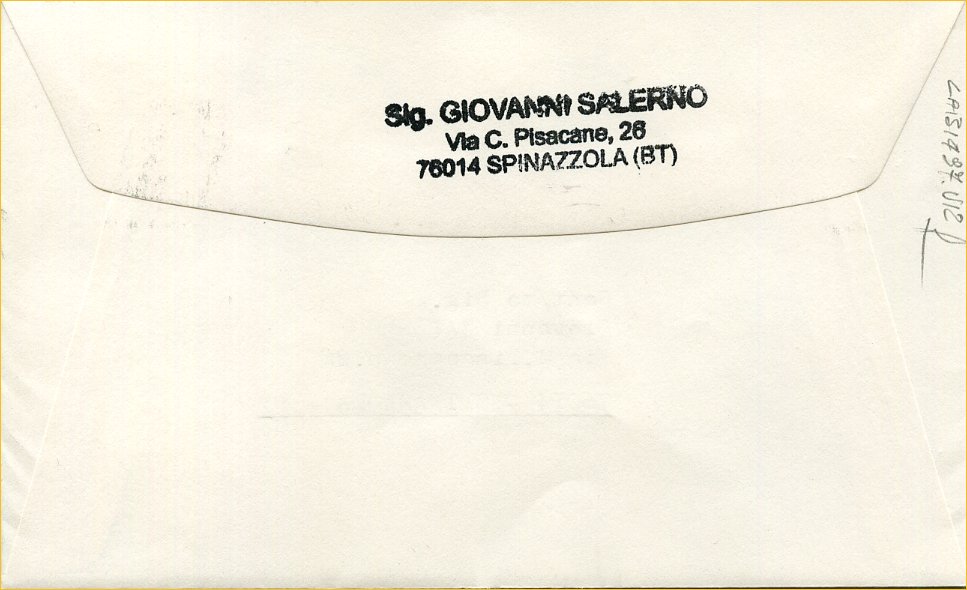 Sig. GIOVANNI SALERNO
Via C. Pisacane, 26
76014 SPINAZZOLA (BT)